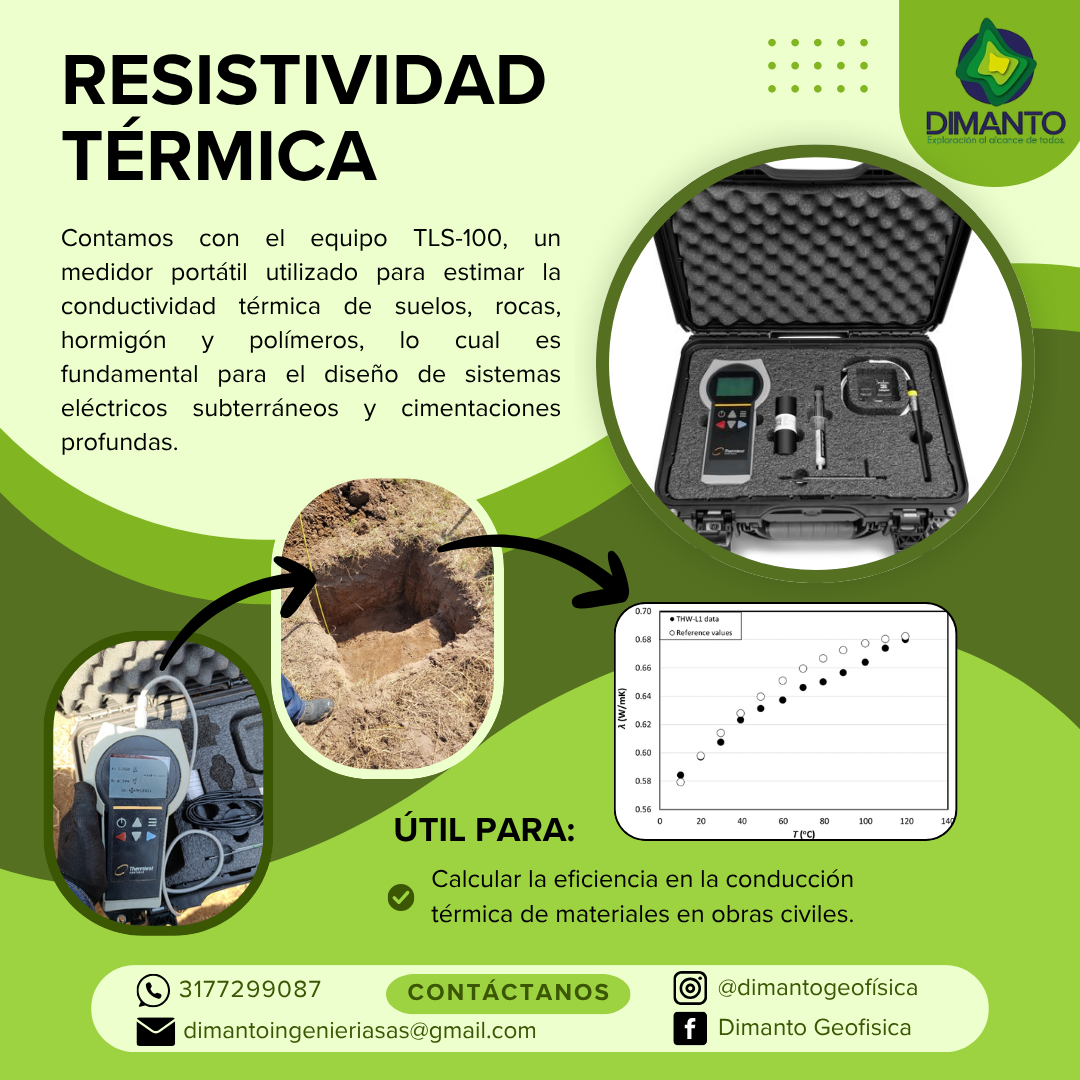 RESISTIVIDAD
TÉRMICA
DIMANTO
Exploración al alcance de todos.
Contamos con el equipo TLS-100, un
medidor portátil utilizado para estimar la
conductividad térmica de suelos, rocas,
hormigón y polímeros, lo cual es
fundamental para el diseño de sistemas
eléctricos subterráneos y cimentaciones
profundas.
Thermtest
0.70
0.68
0.66
0.64
0.62
0.60
0.58
0.56
λ (W/mK)
THW-L1 data
Reference values
0 20 40 60 80 100 120 140
T (°C)
Thermtest
ÚTIL PARA:
Calcular la eficiencia en la conducción
térmica de materiales en obras civiles.
3177299087
dimantoingenieriasas@gmail.com
CONTÁCTANOS
@dimantogeofísica
Dimanto Geofisica